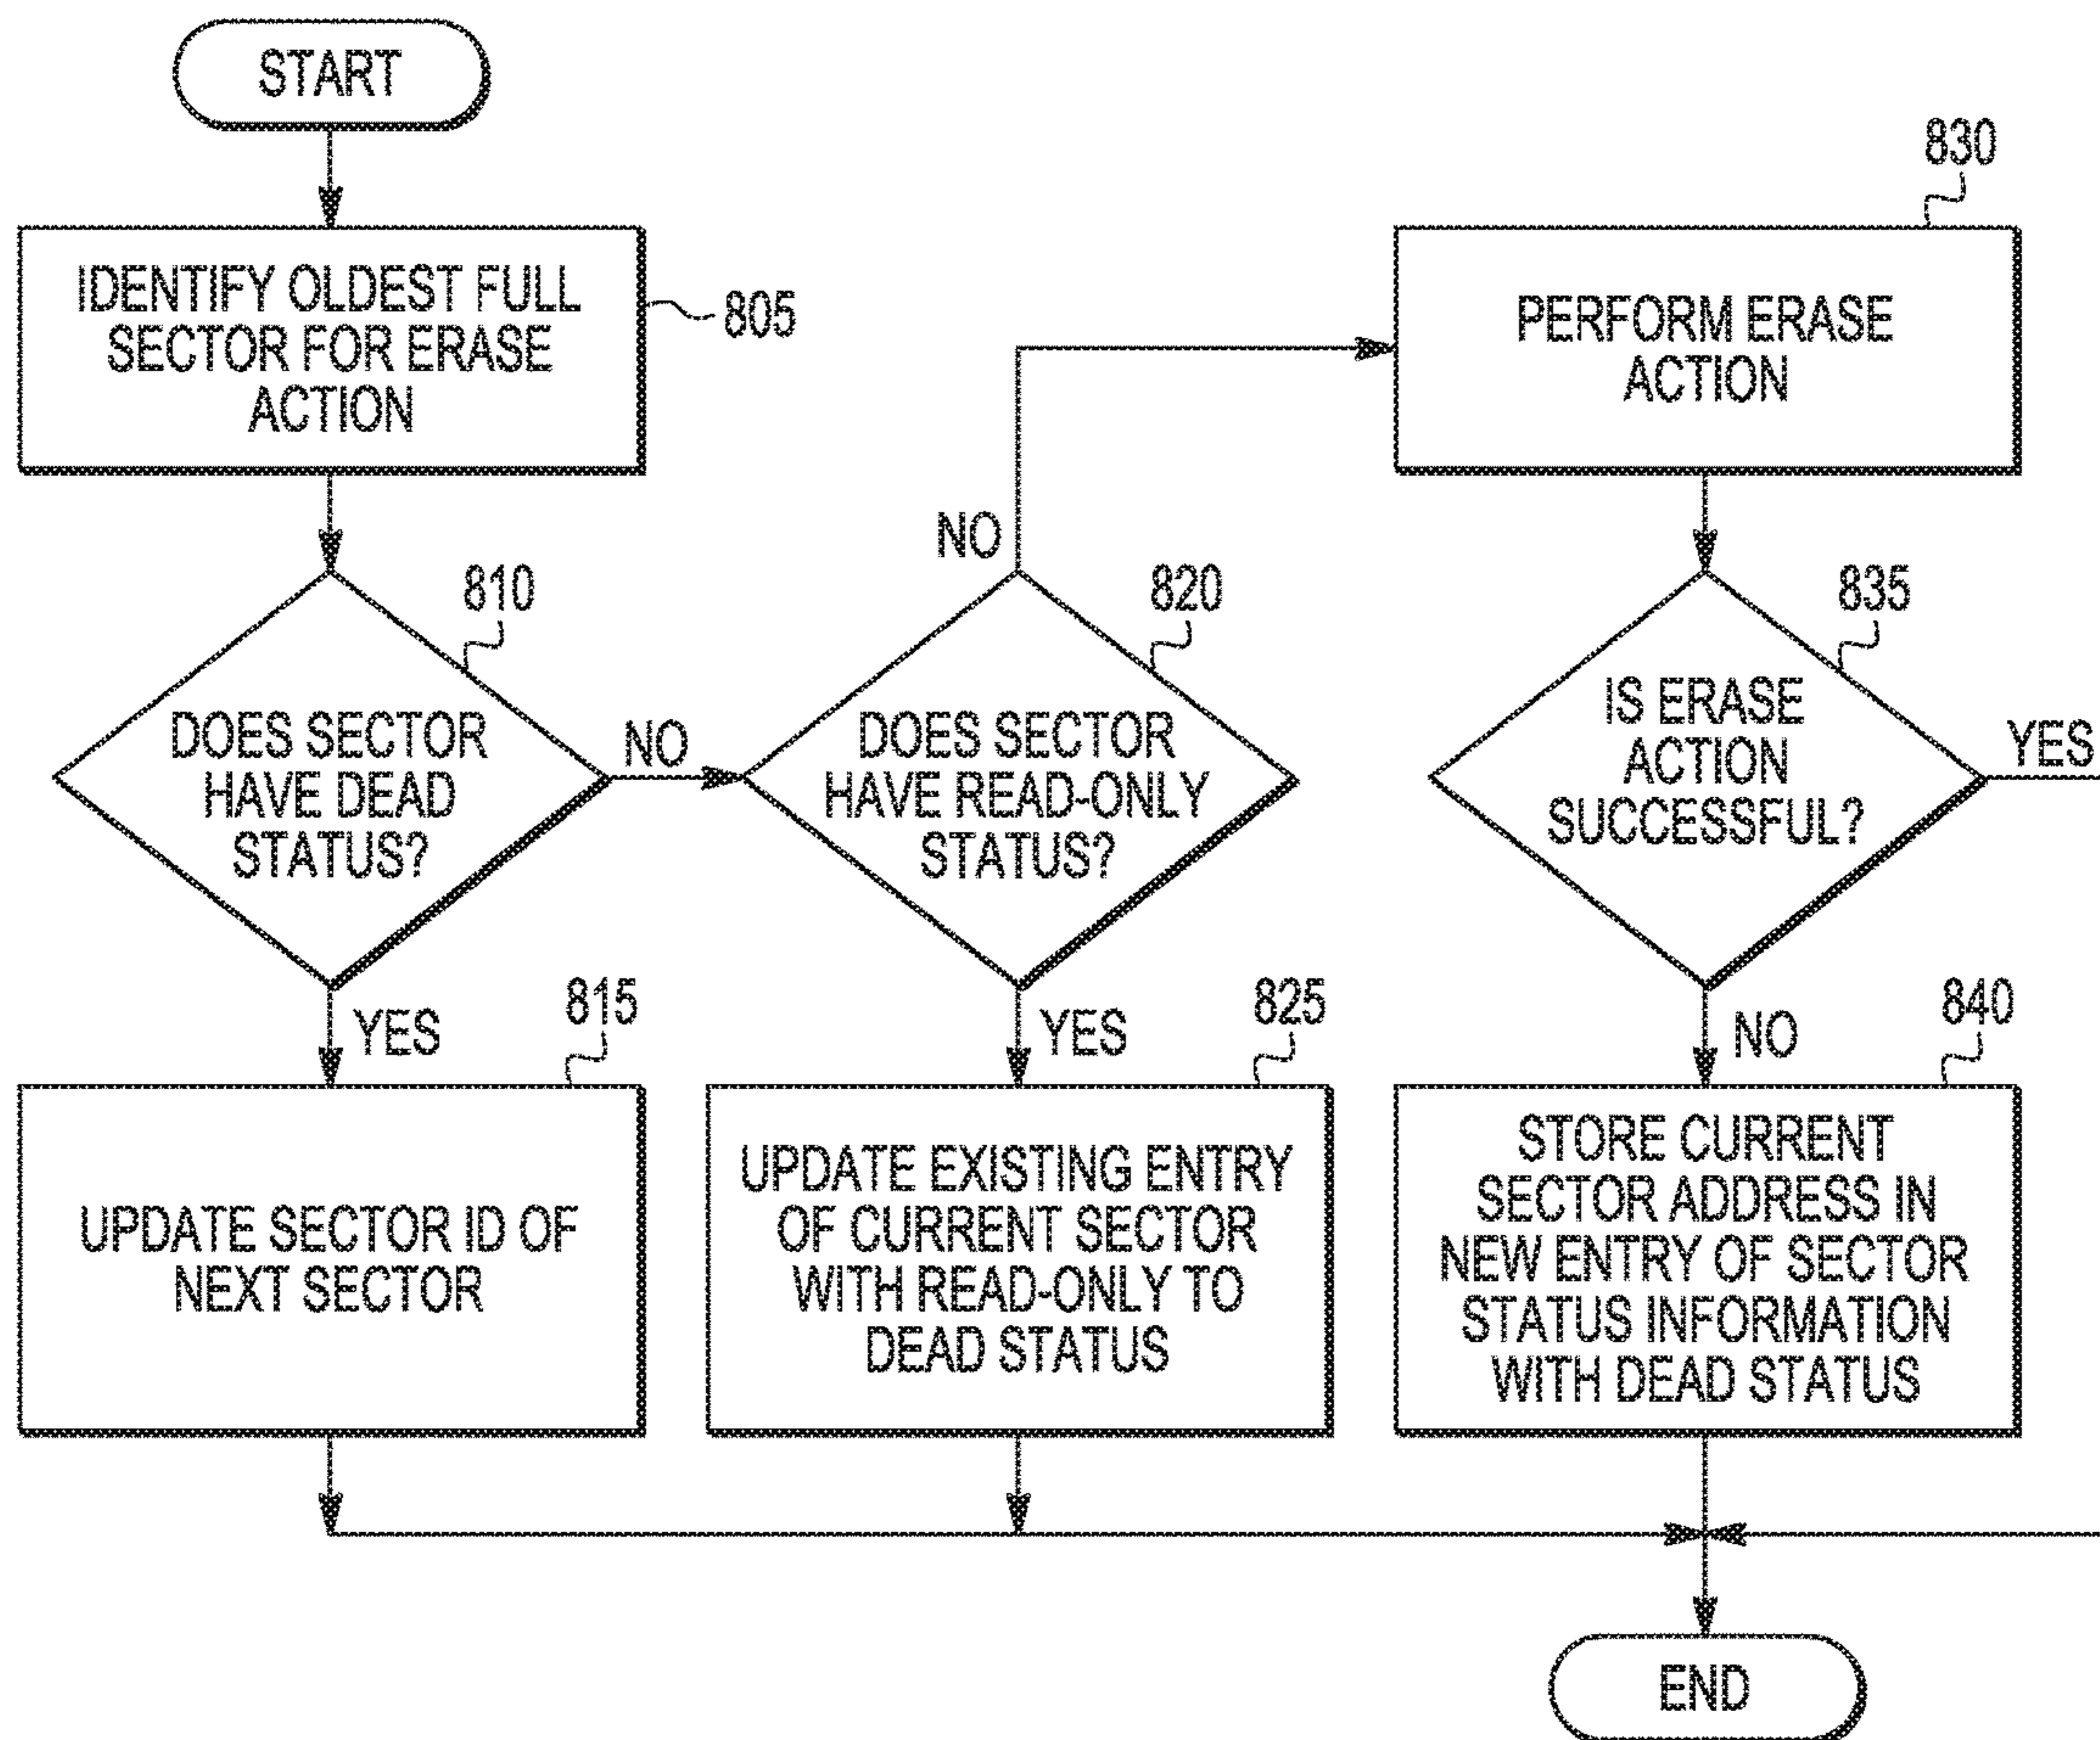 START
IDENTIFY OLDEST FULL
SECTOR FOR ERASE
ACTION
805
810
DOES SECTOR
HAVE DEAD
STATUS?
NO
YES
815
UPDATE SECTOR ID OF
NEXT SECTOR
820
DOES SECTOR
HAVE READ-ONLY
STATUS?
NO
YES
825
UPDATE EXISTING ENTRY
OF CURRENT SECTOR
WITH READ-ONLY TO
DEAD STATUS
830
PERFORM ERASE
ACTION
835
IS ERASE
ACTION
SUCCESSFUL?
YES
NO
840
STORE CURRENT
SECTOR ADDRESS IN
NEW ENTRY OF SECTOR
STATUS INFORMATION
WITH DEAD STATUS
END